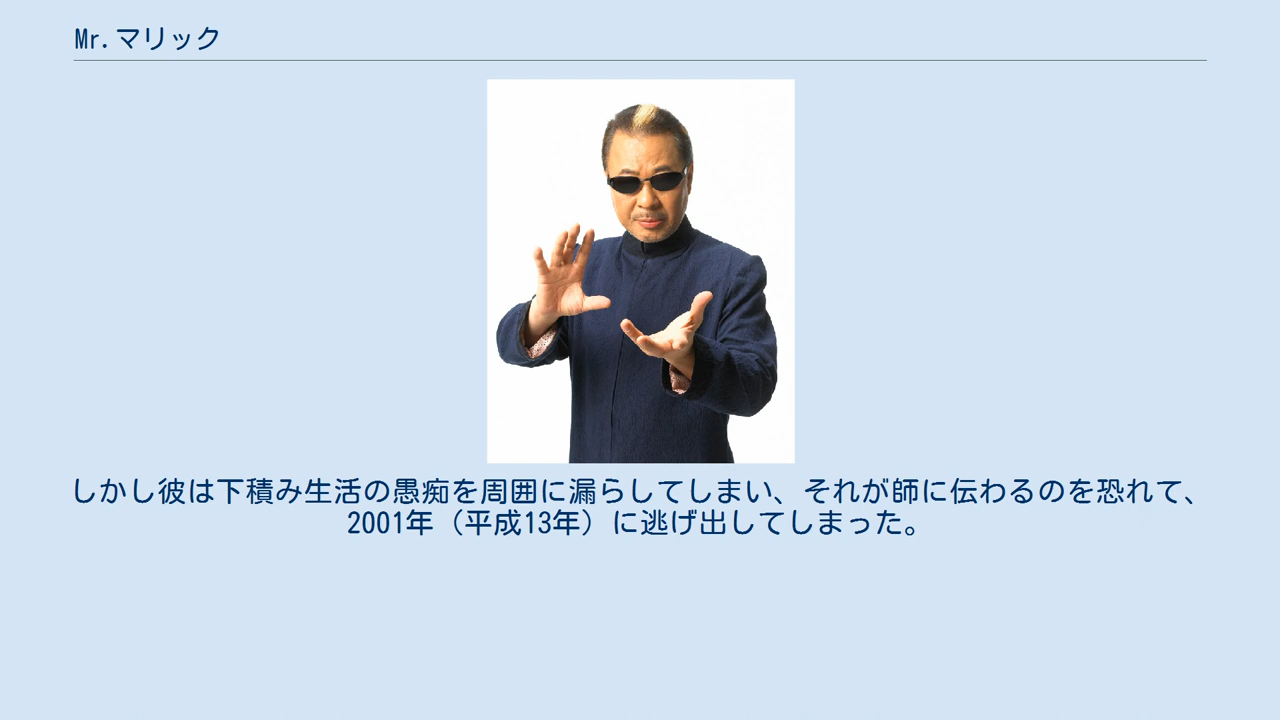 Mr.マリック
しかし彼は下積み生活の愚痴を周囲に漏らしてしまい、それが師に伝わるのを恐れて、
2001年（平成13年）に逃げ出してしまった。